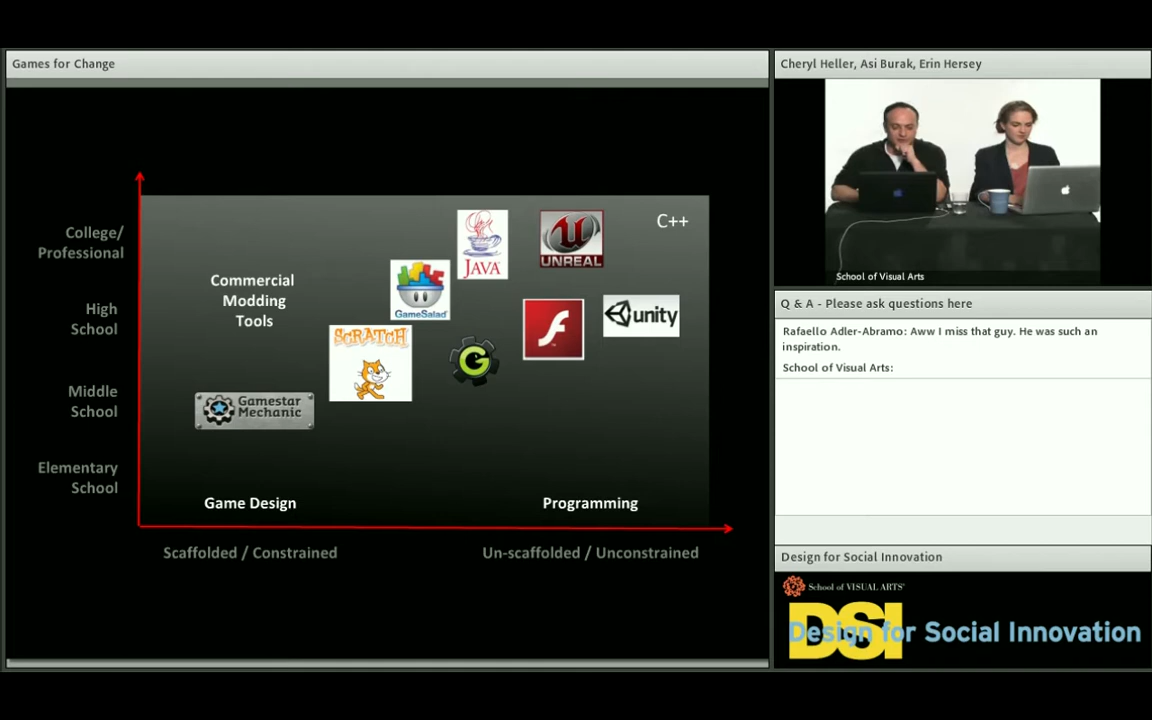 Games for Change
Cheryl Heller, Asi Burak, Erin Hersey
College/
Professional
High
School
Middle
School
Elementary
School
Commercial
Modding
Tools
JAVA
UNREAL
C++
GameSalad
unity
SCRATCH
G
Gamestar
Mechanic
Game Design
Programming
Scaffolded / Constrained
Un-scaffolded / Unconstrained
School of Visual Arts
Q & A - Please ask questions here
Rafaello Adler-Abramo: Aww I miss that guy. He was such an
inspiration.
School of Visual Arts:
Design for Social Innovation
School of VISUAL ARTS
DSI
Design for Social Innovation